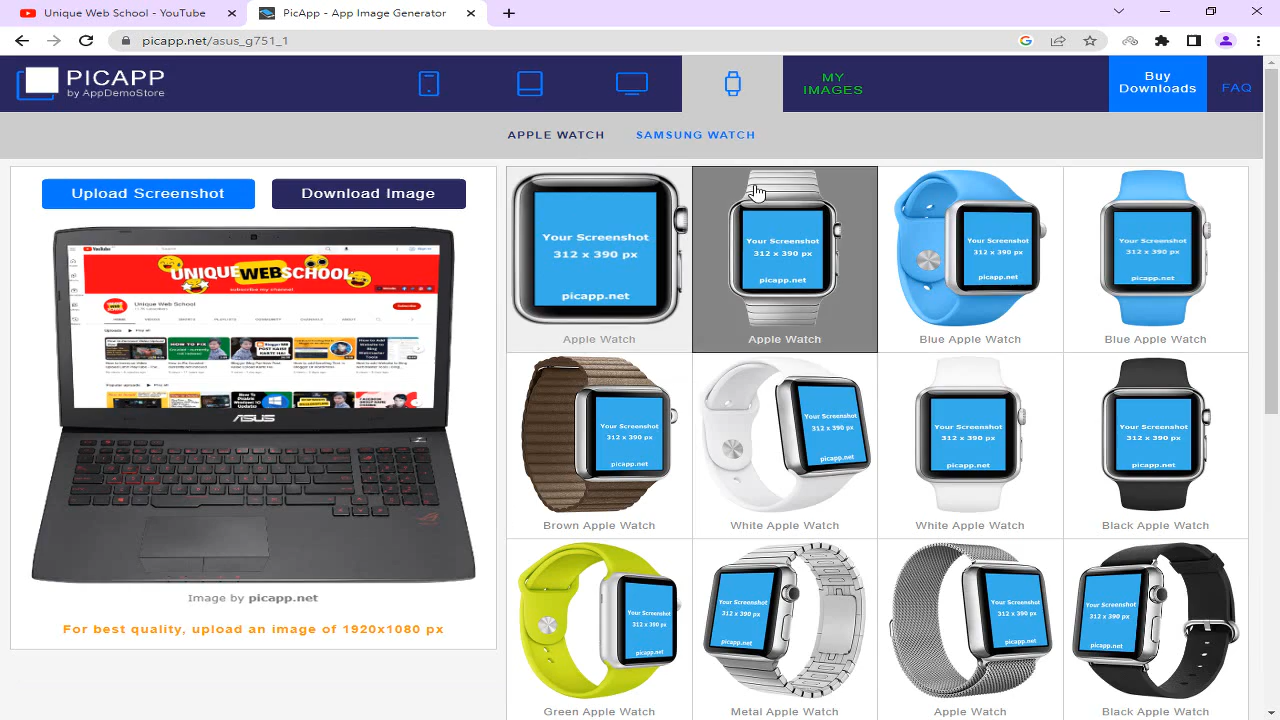 Unique Web School - YouTube
PicApp - App Image Generator
picapp.net/asus_g751_1
PICAPP
by AppDemoStore
MY
IMAGES
Buy
Downloads
FAQ
APPLE WATCH
SAMSUNG WATCH
Upload Screenshot
Download Image
YouTube
UNIQUE WEB SCHOOL
subscribe my channel
Unique Web School
ASUS
Image by picapp.net
For best quality, upload an image of 1920x1080 px
Your Screenshot
312 x 390 px
picapp.net
Apple Watch
Your Screenshot
312 x 390 px
picapp.net
Apple Watch
Your Screenshot
312 x 390 px
picapp.net
Blue Apple Watch
Your Screenshot
312 x 390 px
picapp.net
Blue Apple Watch
Your Screenshot
312 x 390 px
picapp.net
Brown Apple Watch
Your Screenshot
312 x 390 px
picapp.net
White Apple Watch
Your Screenshot
312 x 390 px
picapp.net
White Apple Watch
Your Screenshot
312 x 390 px
picapp.net
Black Apple Watch
Your Screenshot
312 x 390 px
picapp.net
Green Apple Watch
Your Screenshot
312 x 390 px
picapp.net
Metal Apple Watch
Your Screenshot
312 x 390 px
picapp.net
Apple Watch
Your Screenshot
312 x 390 px
picapp.net
Black Apple Watch